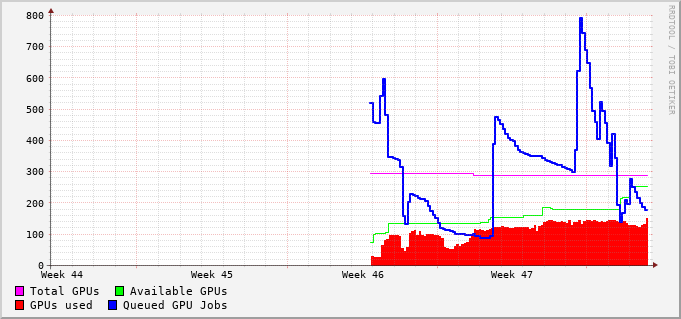 800
700
600
500
400
300
200
100
0
Week 44 Week 45 Week 46 Week 47
Total GPUs Available GPUs
GPUs used Queued GPU Jobs
RRDTOOL / TOBI OETIKER